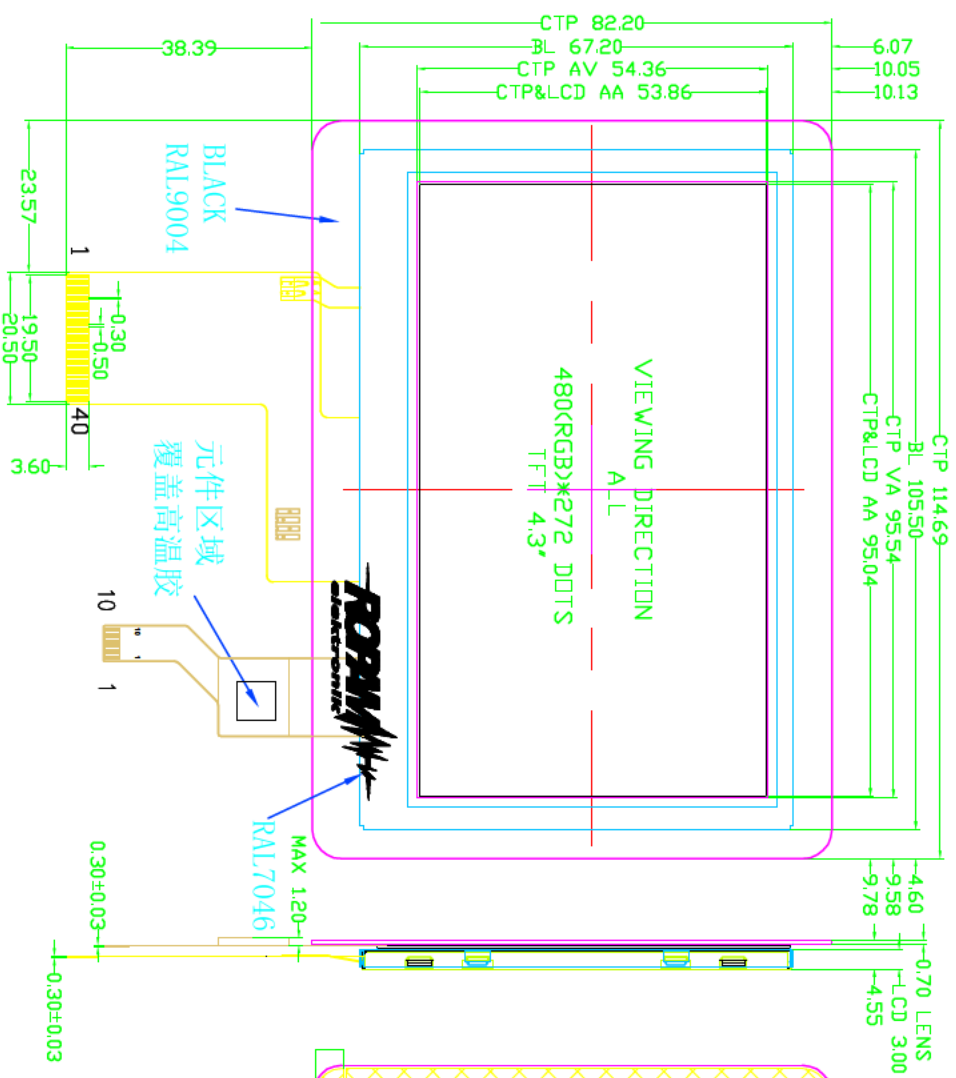 CTP 82.20
BL 67.20
CTP AV 54.36
CTP&LCD AA 53.86
6.07
10.05
10.13
38.39
CTP 114.69
BL 105.50
CTP VA 95.54
CTP&LCD AA 95.04
23.57
BLACK
RAL9004
VIEWING DIRECTION
ALL
480(RGB)*272 DOTS
TFT 4.3"
1
40
0.30
0.50
19.50
20.50
3.60
元件区域
覆盖高温胶
10
1
10
1
ROPAM
elektronik
RAL7046
4.60
9.58
9.78
MAX 1.20
0.30±0.03
0.30±0.03
0.70 LENS
LCD 3.00
4.55